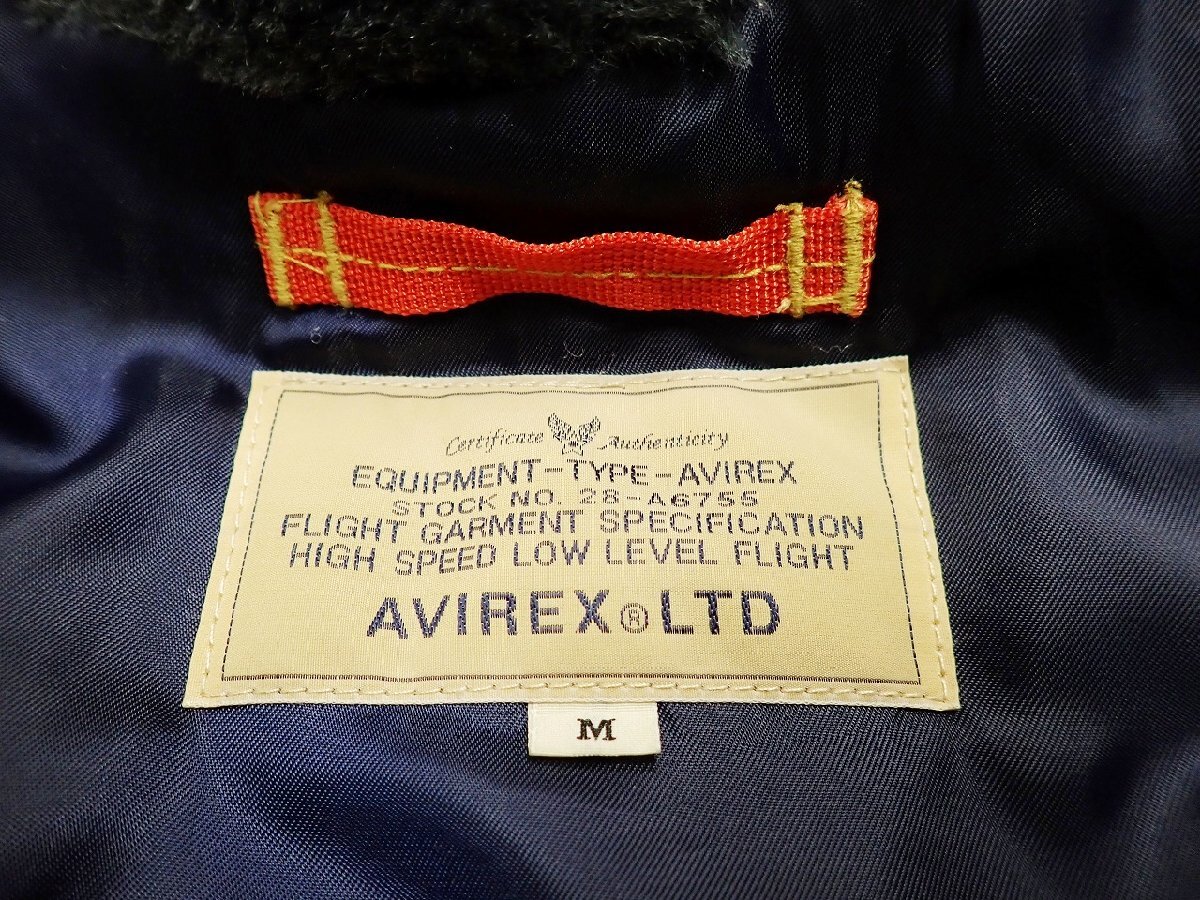 Certificate Authenticity
EQUIPMENT-TYPE-AVIREX
STOCK NO. 28-A6755
FLIGHT GARMENT SPECIFICATION
HIGH SPEED LOW LEVEL FLIGHT
AVIREX® LTD
M